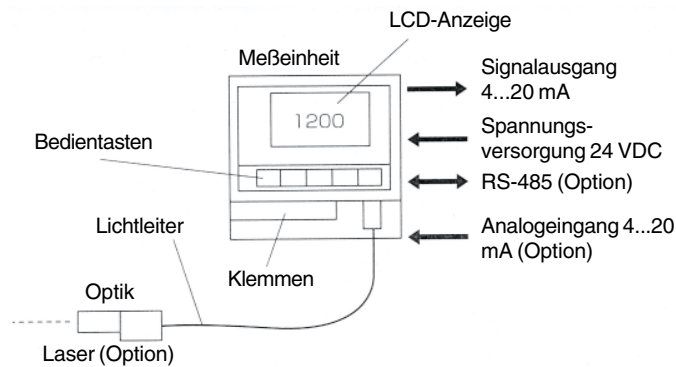 LCD-Anzeige
Meßeinheit
Signalausgang
4...20 mA
1200
Spannungs-
versorgung 24 VDC
Bedientasten
RS-485 (Option)
Lichtleiter
Analogeingang 4...20
mA (Option)
Klemmen
Optik
Laser (Option)